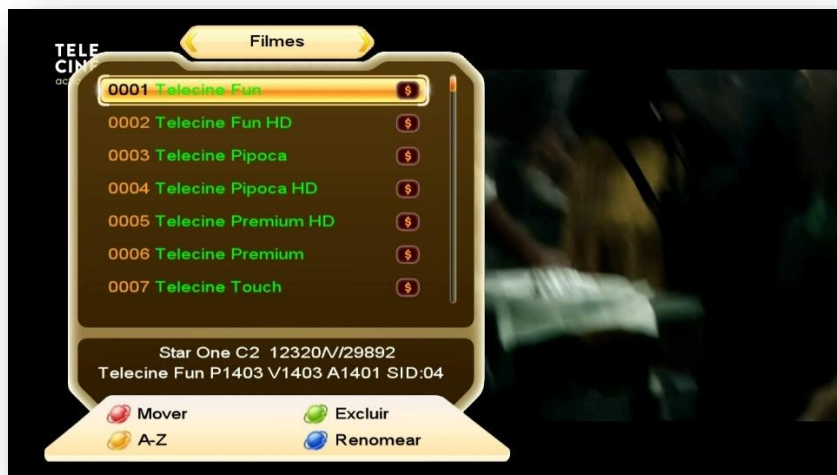 Filmes
TELE
CINE
0001 Telecine Fun $
0002 Telecine Fun HD $
0003 Telecine Pipoca $
0004 Telecine Pipoca HD $
0005 Telecine Premium HD $
0006 Telecine Premium $
0007 Telecine Touch $
Star One C2 12320/V/29892
Telecine Fun P1403 V1403 A1401 SID:04
Mover
Excluir
A-Z
Renomear